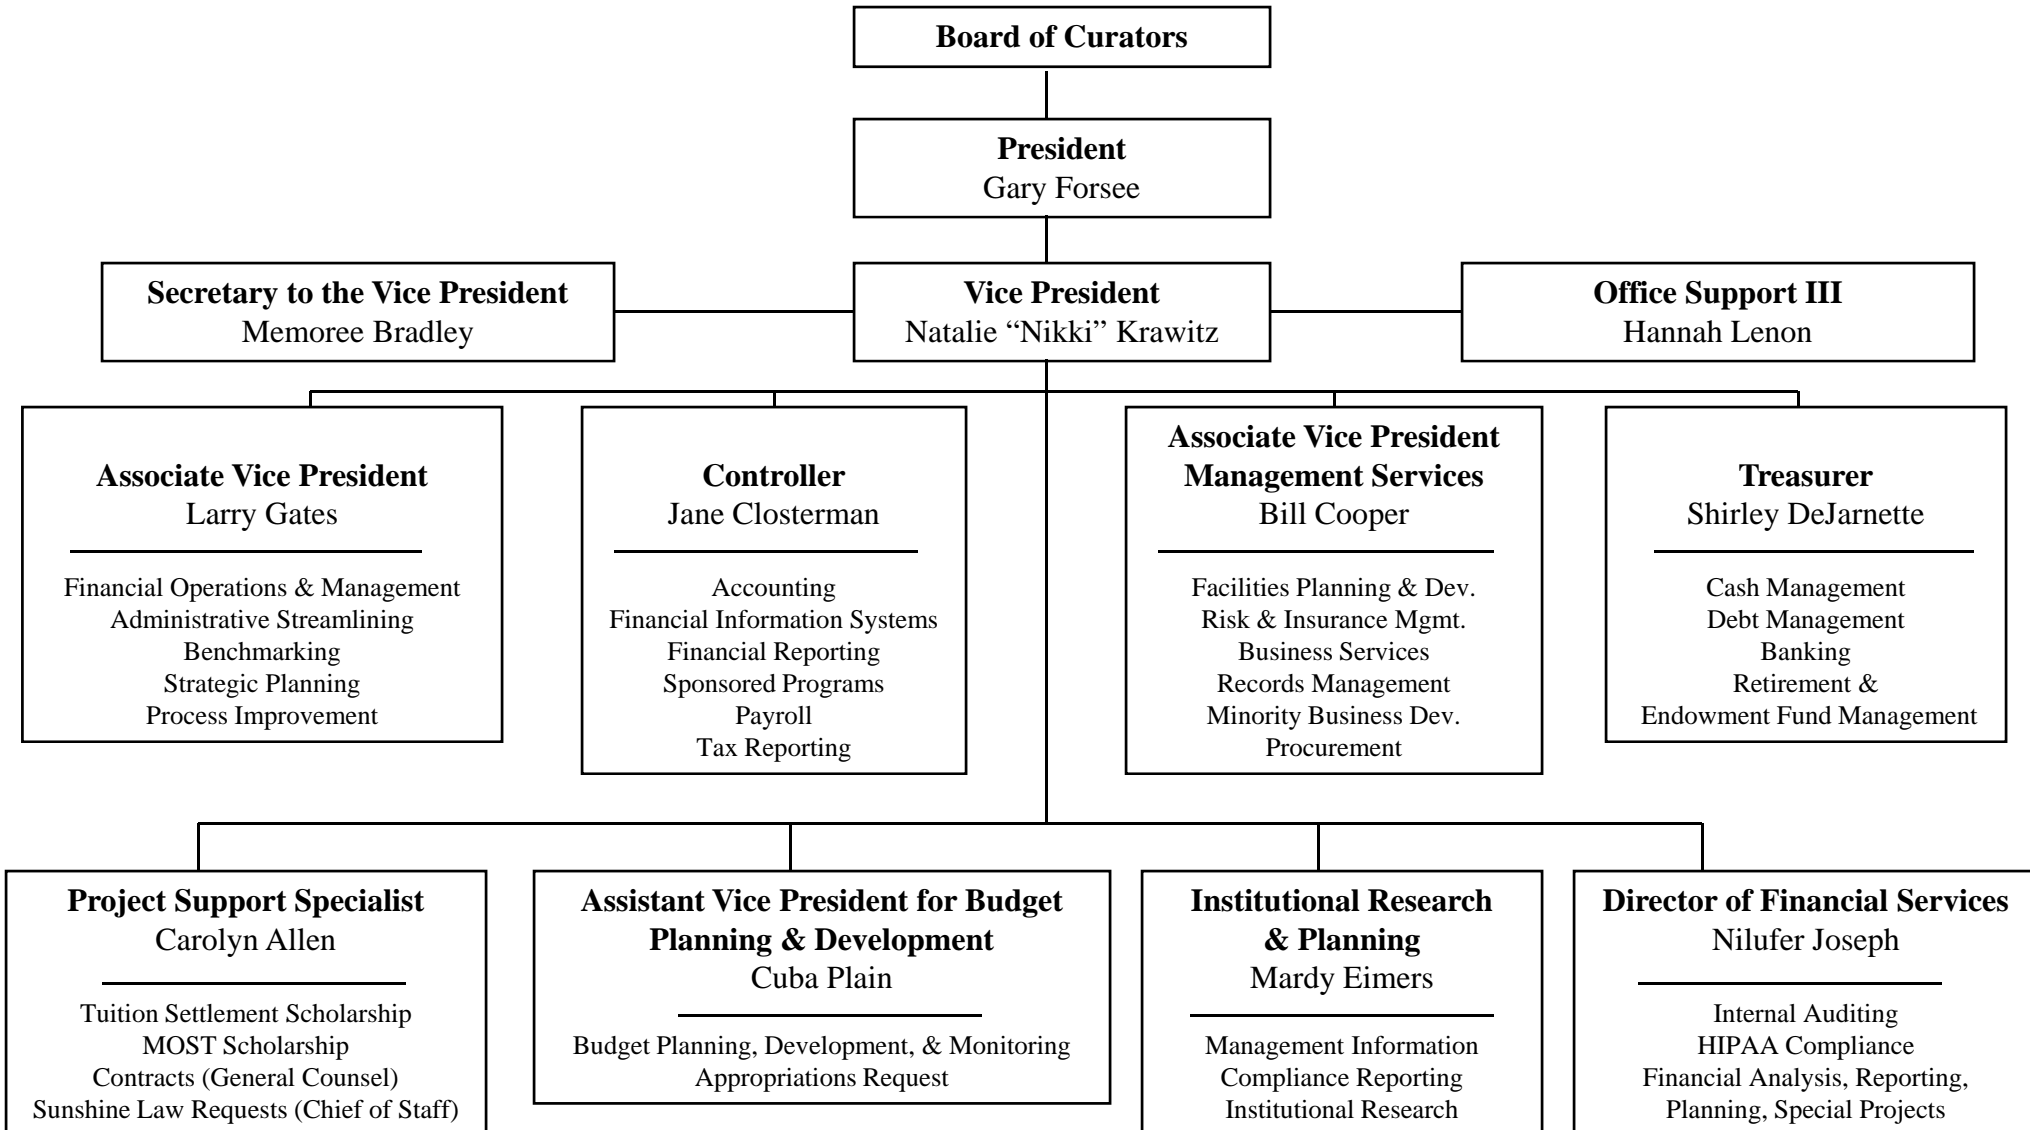 Board of Curators
President
Gary Forsee
Secretary to the Vice President
Memoree Bradley
Vice President
Natalie “Nikki” Krawitz
Office Support III
Hannah Lenon
Associate Vice President
Larry Gates
Financial Operations & Management
Administrative Streamlining
Benchmarking
Strategic Planning
Process Improvement
Controller
Jane Closterman
Accounting
Financial Information Systems
Financial Reporting
Sponsored Programs
Payroll
Tax Reporting
Associate Vice President
Management Services
Bill Cooper
Facilities Planning & Dev.
Risk & Insurance Mgmt.
Business Services
Records Management
Minority Business Dev.
Procurement
Treasurer
Shirley DeJarnette
Cash Management
Debt Management
Banking
Retirement &
Endowment Fund Management
Project Support Specialist
Carolyn Allen
Tuition Settlement Scholarship
MOST Scholarship
Contracts (General Counsel)
Sunshine Law Requests (Chief of Staff)
Assistant Vice President for Budget
Planning & Development
Cuba Plain
Budget Planning, Development, & Monitoring
Appropriations Request
Institutional Research
& Planning
Mardy Eimers
Management Information
Compliance Reporting
Institutional Research
Director of Financial Services
Nilufer Joseph
Internal Auditing
HIPAA Compliance
Financial Analysis, Reporting,
Planning, Special Projects